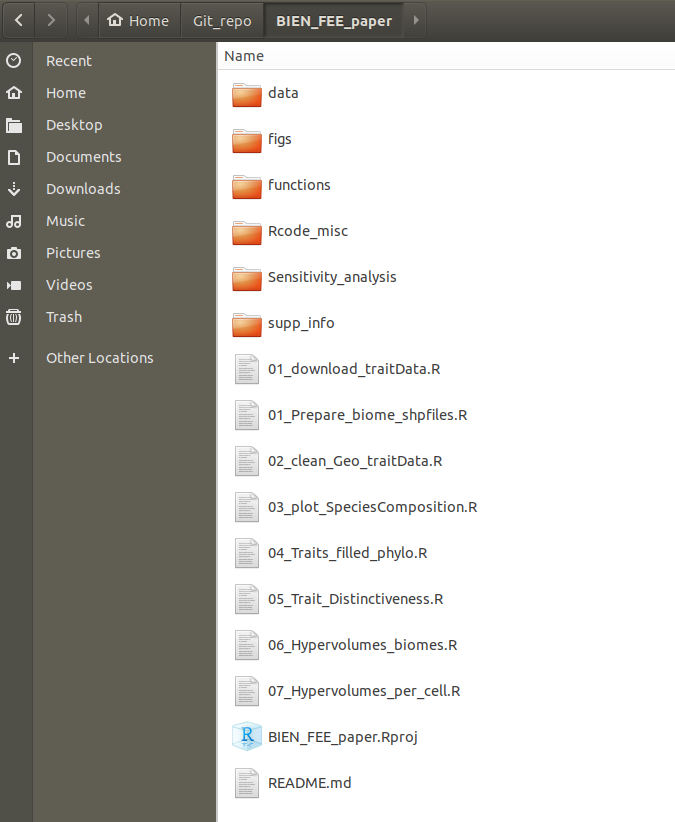 Home Git_repo BIEN_FEE_paper
Recent
Home
Desktop
Documents
Downloads
Music
Pictures
Videos
Trash
Other Locations
Name
data
figs
functions
Rcode_misc
Sensitivity_analysis
supp_info
01_download_traitData.R
01_Prepare_biome_shpfiles.R
02_clean_Geo_traitData.R
03_plot_SpeciesComposition.R
04_Traits_filled_phylo.R
05_Trait_Distinctiveness.R
06_Hypervolumes_biomes.R
07_Hypervolumes_per_cell.R
R
BIEN_FEE_paper.Rproj
README.md